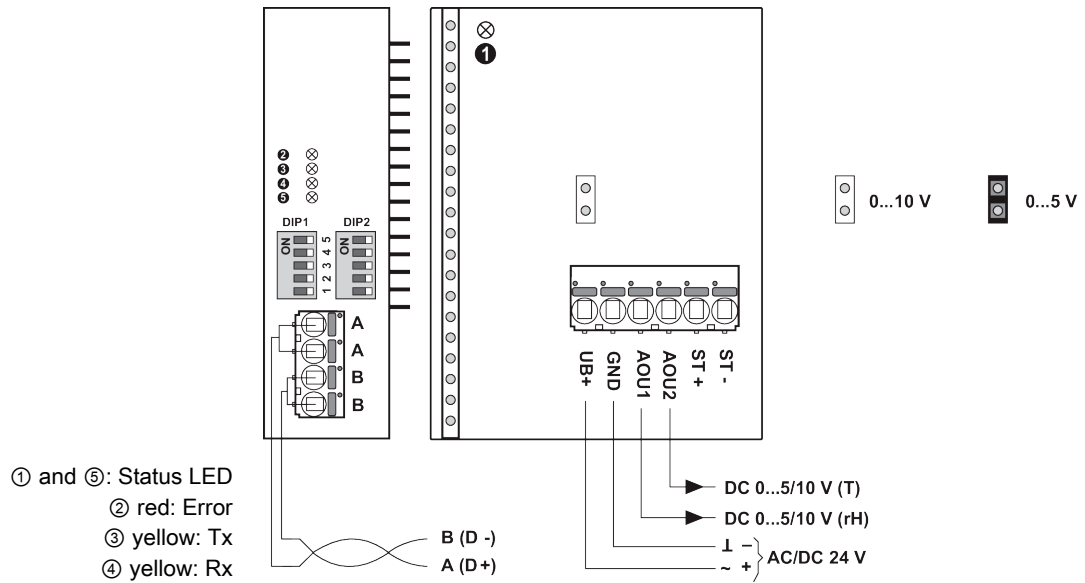 ❶
❷
❸
❹
❺
DIP1
DIP2
ON
ON
1 2 3 4 5
A
A
B
B
0...10 V
0...5 V
UB+
GND
AOU1
AOU2
ST +
ST -
① and ⑤: Status LED
② red: Error
③ yellow: Tx
④ yellow: Rx
B (D -)
A (D+)
DC 0...5/10 V (T)
DC 0...5/10 V (rH)
⊥ –
~ +
AC/DC 24 V